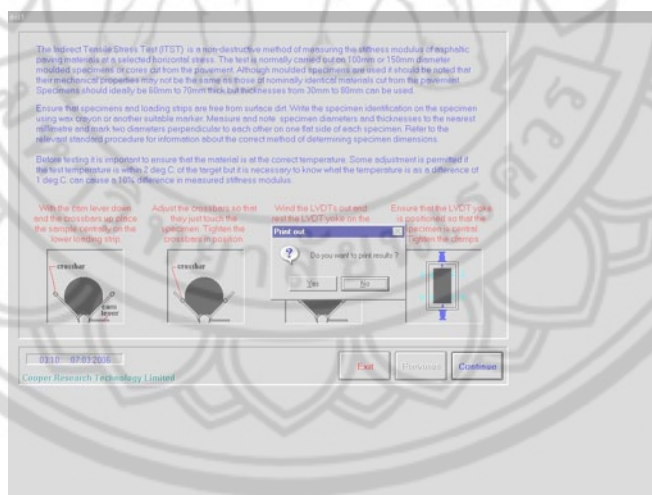 The Indirect Tensile Stress Test (ITST) is a non-destructive method of measuring the stiffness modulus of asphaltic
paving materials at a selected horizontal stress. The test is normally carried out on 100mm or 150mm diameter
moulded specimens or cores cut from the pavement. Although moulded specimens are used it should be noted that
their mechanical properties may not be the same as those of nominally identical materials cut from the pavement.
Specimens should ideally be 60mm to 70mm thick but thicknesses from 30mm to 80mm can be used.
Ensure that specimens and loading strips are free from surface dirt. Write the specimen identification on the specimen
using wax crayon or another suitable marker. Measure and note specimen diameters and thicknesses to the nearest
millimetre and mark two diameters perpendicular to each other on one flat side of each specimen. Refer to the
relevant standard procedure for information about the correct method of determining specimen dimensions.
Before testing it is important to ensure that the material is at the correct temperature. Some adjustment is permitted if
the test temperature is within 2 deg C. of the target but it is necessary to know what the temperature is as a difference of
1 deg C. can cause a 10% difference in measured stiffness modulus.
With the cam lever down
and the crossbars up place
the sample centrally on the
lower loading strip.
Adjust the crossbars so that
they just touch the
specimen. Tighten the
crossbars in position.
Wind the LVDTs out and
rest the LVDT yoke on the
Ensure that the LVDT yoke
is positioned so that the
specimen is central.
Tighten the clamps
Print out
Do you want to print results ?
Yes
No
crossbar
cam
lever
crossbar
03:10 07.03.2006
Cooper Research Technology Limited
Exit
Previous
Continue